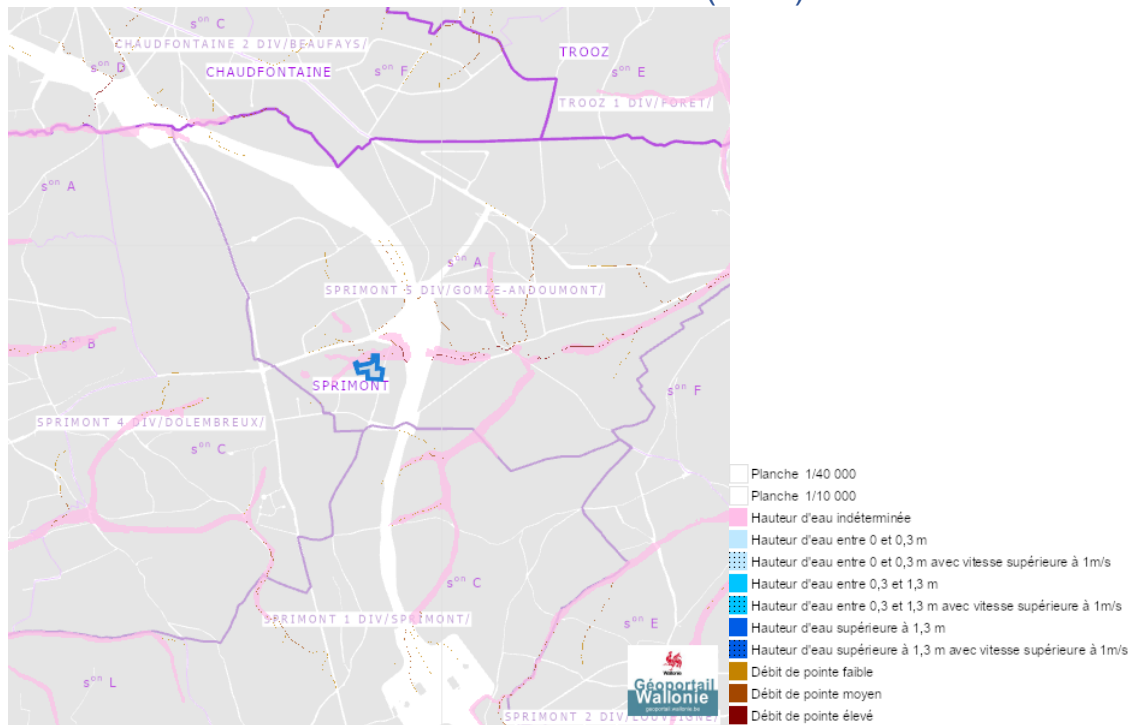 sᵒⁿ C
CHAUDFONTAINE 2 DIV/BEAUFAYS/
TROOZ
sᵒⁿ D
CHAUDFONTAINE
sᵒⁿ F
sᵒⁿ E
TROOZ 1 DIV/FORET/
sᵒⁿ A
sᵒⁿ A
SPRIMONT 5 DIV/GOMZE-ANDOUMONT/
sᵒⁿ B
SPRIMONT
sᵒⁿ F
SPRIMONT 4 DIV/DOLEMBREUX/
sᵒⁿ C
sᵒⁿ C
SPRIMONT 1 DIV/SPRIMONT/
sᵒⁿ E
sᵒⁿ L
SPRIMONT 2 DIV/LOUVEIGNE/
Wallonie
Géoportail
Wallonie
geoportail.wallonie.be
Planche 1/40 000
Planche 1/10 000
Hauteur d'eau indéterminée
Hauteur d'eau entre 0 et 0,3 m
Hauteur d'eau entre 0 et 0,3 m avec vitesse supérieure à 1m/s
Hauteur d'eau entre 0,3 et 1,3 m
Hauteur d'eau entre 0,3 et 1,3 m avec vitesse supérieure à 1m/s
Hauteur d'eau supérieure à 1,3 m
Hauteur d'eau supérieure à 1,3 m avec vitesse supérieure à 1m/s
Débit de pointe faible
Débit de pointe moyen
Débit de pointe élevé